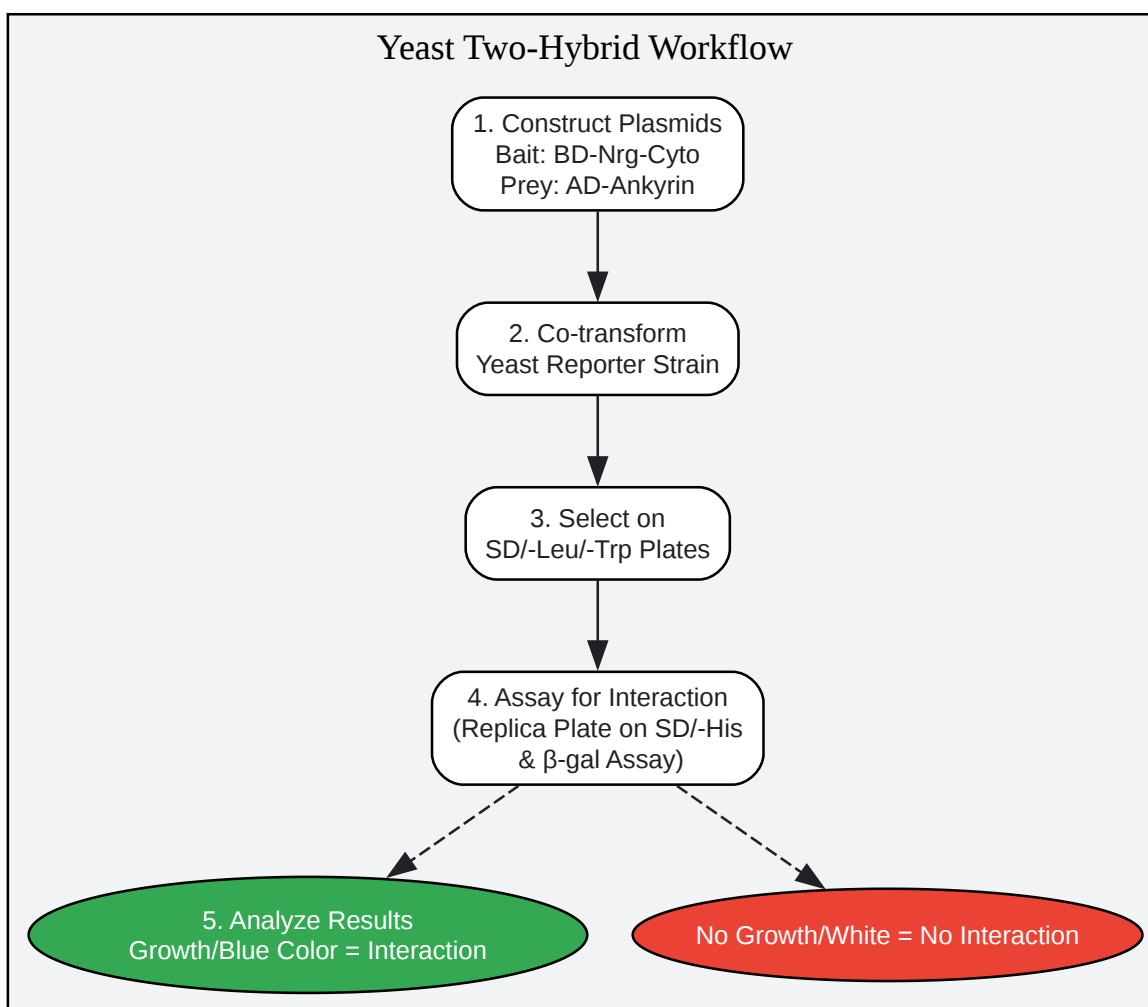 Yeast Two-Hybrid Workflow
1. Construct Plasmids
Bait: BD-Nrg-Cyto
Prey: AD-Ankyrin
2. Co-transform
Yeast Reporter Strain
3. Select on
SD/-Leu/-Trp Plates
4. Assay for Interaction
(Replica Plate on SD/-His
& β-gal Assay)
5. Analyze Results
Growth/Blue Color = Interaction
No Growth/White = No Interaction